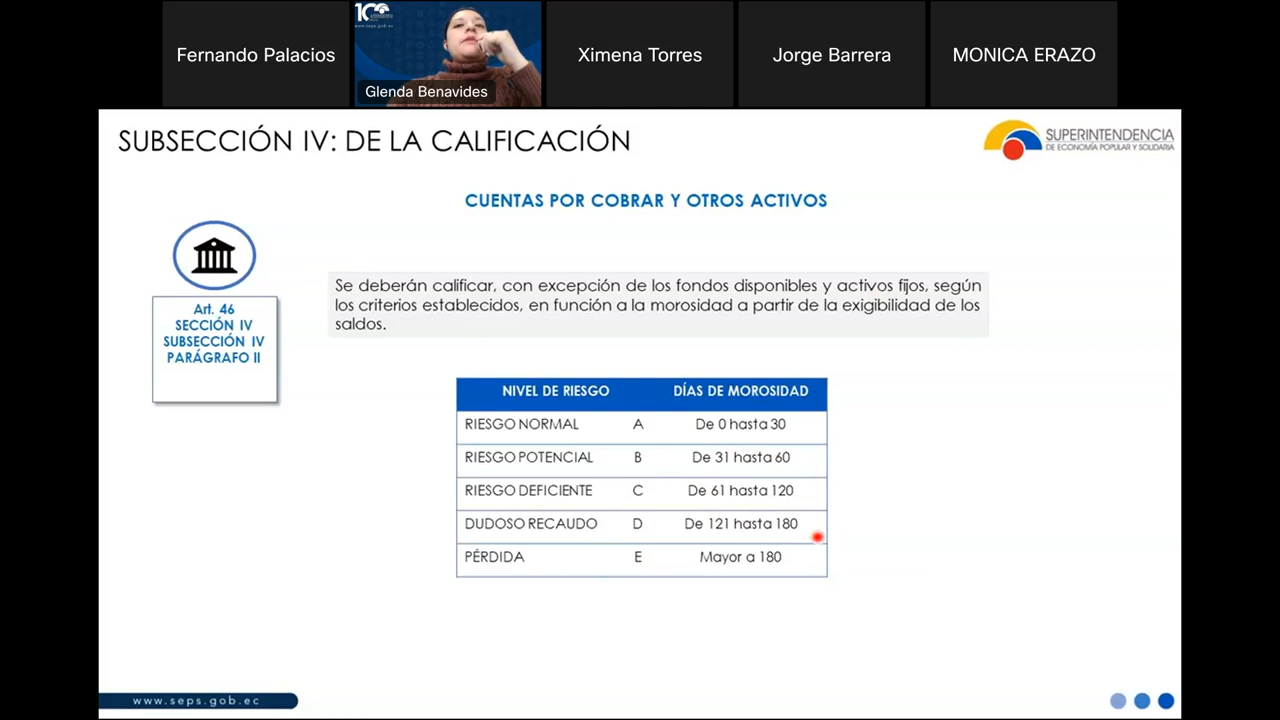 Fernando Palacios
100
www.seps.gob.ec
Glenda Benavides
Ximena Torres
Jorge Barrera
MONICA ERAZO
SUBSECCIÓN IV: DE LA CALIFICACIÓN
SUPERINTENDENCIA
DE ECONOMÍA POPULAR Y SOLIDARIA
CUENTAS POR COBRAR Y OTROS ACTIVOS
Art. 46
SECCIÓN IV
SUBSECCIÓN IV
PARÁGRAFO II
Se deberán calificar, con excepción de los fondos disponibles y activos fijos, según
los criterios establecidos, en función a la morosidad a partir de la exigibilidad de los
saldos.
NIVEL DE RIESGO DÍAS DE MOROSIDAD
RIESGO NORMAL A De 0 hasta 30
RIESGO POTENCIAL B De 31 hasta 60
RIESGO DEFICIENTE C De 61 hasta 120
DUDOSO RECAUDO D De 121 hasta 180
PÉRDIDA E Mayor a 180
www.seps.gob.ec